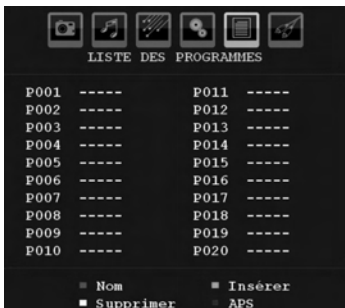 LISTE DES PROGRAMMES
P001 ----- P011 -----
P002 ----- P012 -----
P003 ----- P013 -----
P004 ----- P014 -----
P005 ----- P015 -----
P006 ----- P016 -----
P007 ----- P017 -----
P008 ----- P018 -----
P009 ----- P019 -----
P010 ----- P020 -----
Nom Insérer
Supprimer APS